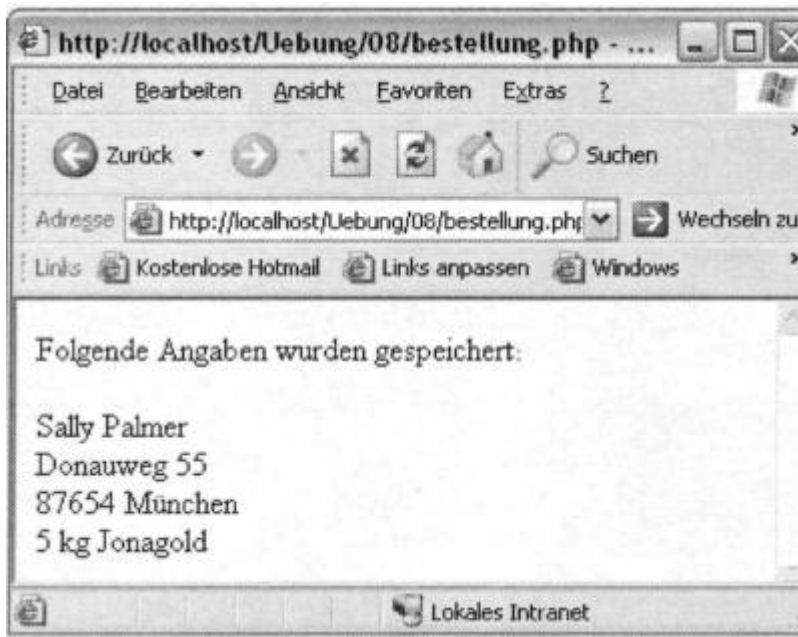 http://localhost/Uebung/08/bestellung.php - ...
Datei Bearbeiten Ansicht Favoriten Extras ?
Zurück Suchen
Adresse http://localhost/Uebung/08/bestellung.php Wechseln zu
Links Kostenlose Hotmail Links anpassen Windows
Folgende Angaben wurden gespeichert:
Sally Palmer
Donauweg 55
87654 München
5 kg Jonagold
Lokales Intranet